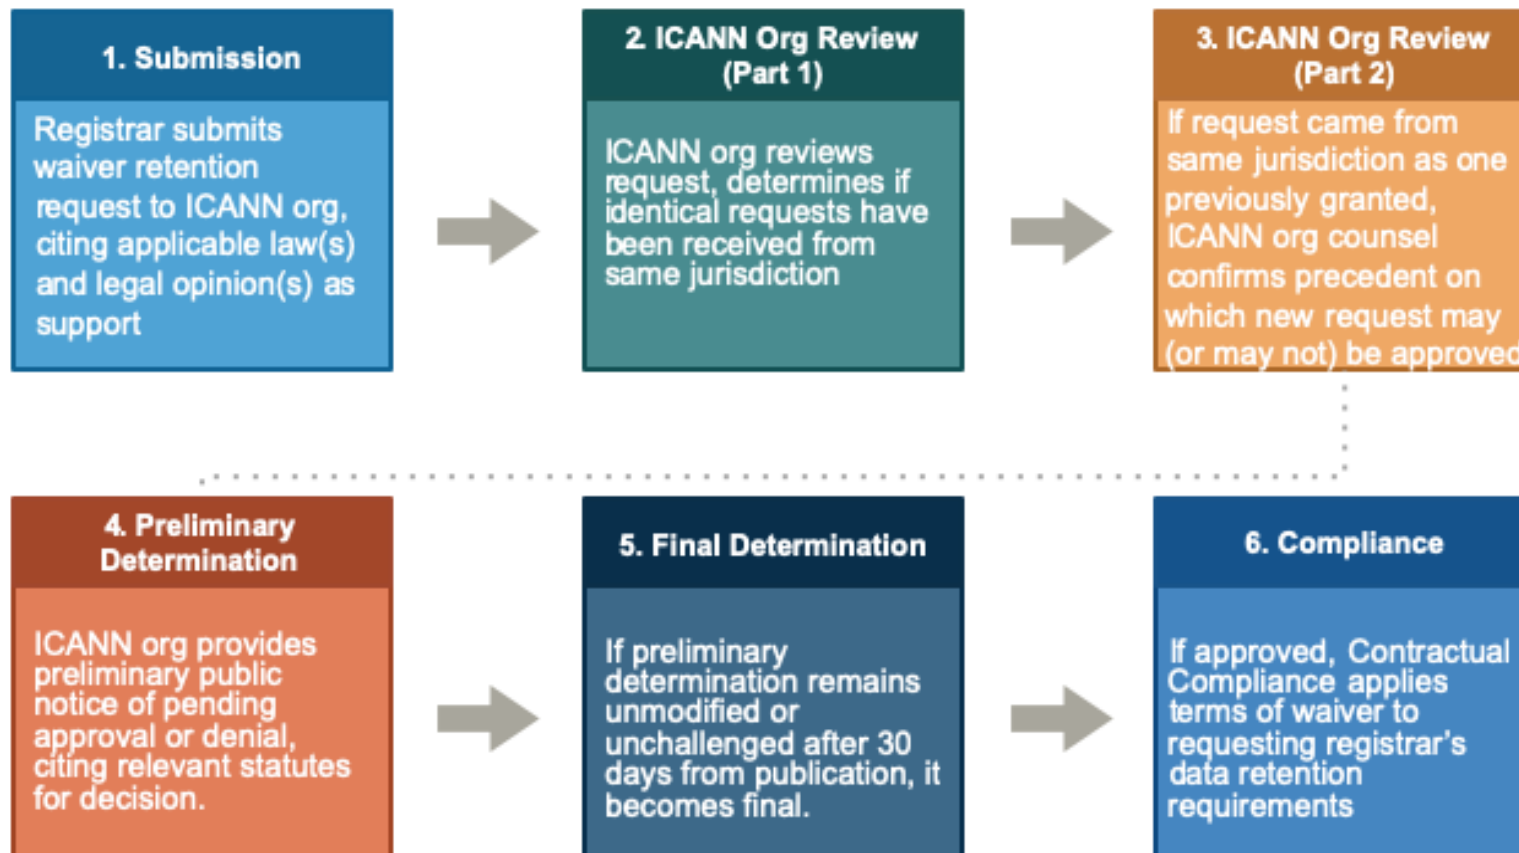 1. Submission
Registrar submits
waiver retention
request to ICANN org,
citing applicable law(s)
and legal opinion(s) as
support
2. ICANN Org Review
(Part 1)
ICANN org reviews
request, determines if
identical requests have
been received from
same jurisdiction
3. ICANN Org Review
(Part 2)
If request came from
same jurisdiction as one
previously granted,
ICANN org counsel
confirms precedent on
which new request may
(or may not) be approved
4. Preliminary
Determination
ICANN org provides
preliminary public
notice of pending
approval or denial,
citing relevant statutes
for decision.
5. Final Determination
If preliminary
determination remains
unmodified or
unchallenged after 30
days from publication, it
becomes final.
6. Compliance
If approved, Contractual
Compliance applies
terms of waiver to
requesting registrar's
data retention
requirements